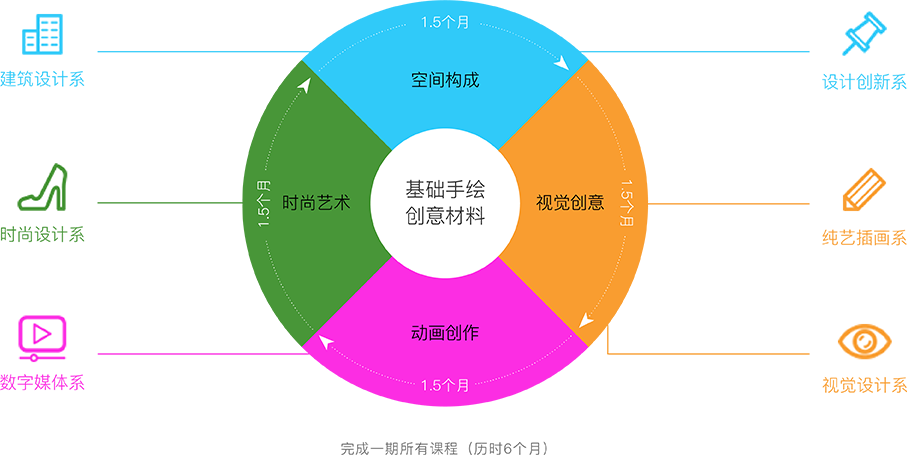 1.5个月
空间构成
建筑设计系
设计创新系
时尚艺术
1.5个月
基础手绘
创意材料
视觉创意
1.5个月
时尚设计系
纯艺插画系
动画创作
1.5个月
数字媒体系
视觉设计系
完成一期所有课程（历时6个月）